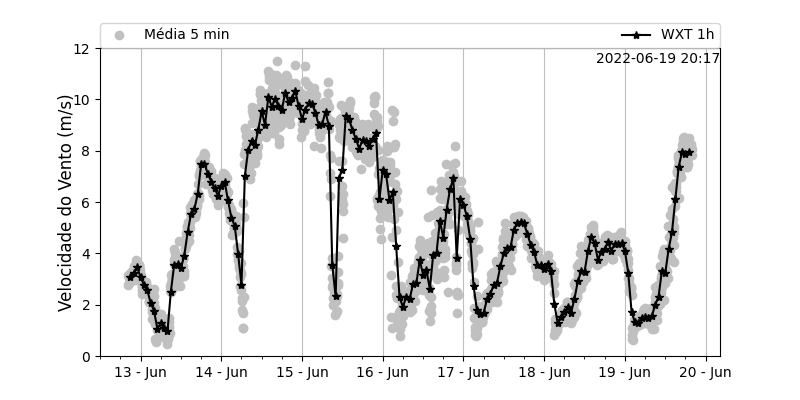 Média 5 min
WXT 1h
2022-06-19 20:17
Velocidade do Vento (m/s)
12
10
8
6
4
2
0
13 - Jun 14 - Jun 15 - Jun 16 - Jun 17 - Jun 18 - Jun 19 - Jun 20 - Jun